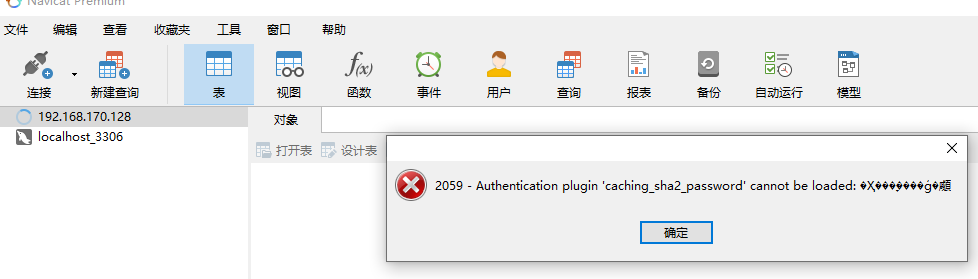 Navicat Premium
文件 编辑 查看 收藏夹 工具 窗口 帮助
f(x)
连接 新建查询 表 视图 函数 事件 用户 查询 报表 备份 自动运行 模型
192.168.170.128 对象
localhost_3306
打开表 设计表
2059 - Authentication plugin 'caching_sha2_password' cannot be loaded:
确定